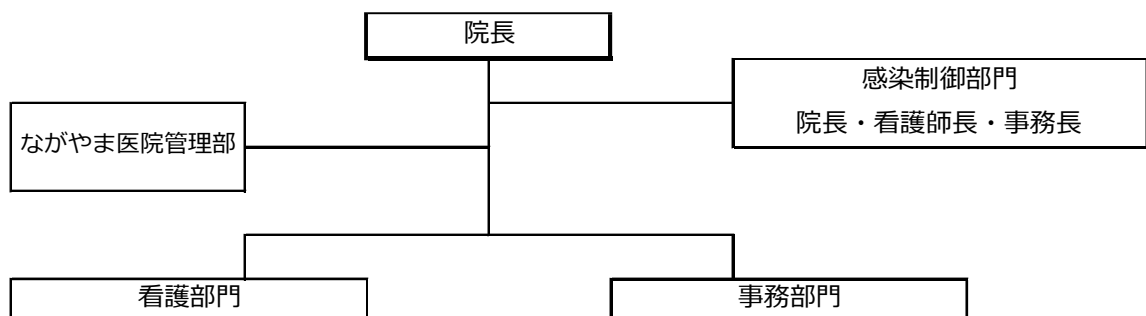 院長
感染制御部門
院長・看護師長・事務長
ながやま医院管理部
看護部門
事務部門